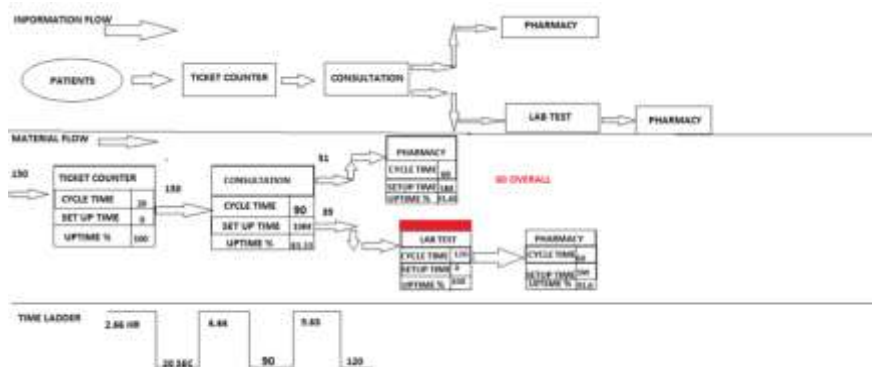 INFORMATION FLOW
PHARMACY
PATIENTS
TICKET COUNTER
CONSULTATION
LAB TEST
PHARMACY
MATERIAL FLOW
150
TICKET COUNTER
CYCLE TIME 20
SET UP TIME 0
UPTIME % 100
150
CONSULTATION
CYCLE TIME 90
SET UP TIME
UPTIME %
PHARMACY
CYCLE TIME 60
SETUP TIME
UPTIME %
OVERALL
LAB TEST
CYCLE TIME 120
SETUP TIME 0
UPTIME % 100
PHARMACY
CYCLE TIME 60
SETUP TIME
UPTIME %
TIME LADDER
2.66 HR
20 SEC
90
120